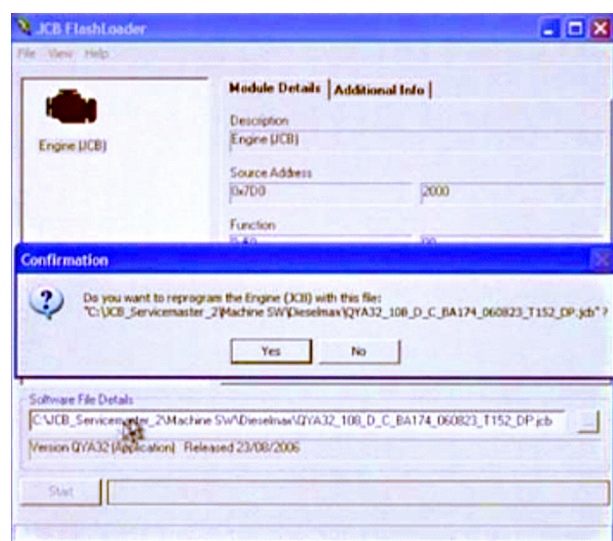 JCB FlashLoader
File View Help
Module Details Additional Info
Engine (JCB)
Description
Engine (JCB)
Source Address
0x7D0 2000
Function
Confirmation
Do you want to reprogram the Engine (JCB) with this file:
"C:\JCB_Servicemaster_2\Machine SW\Dieselmax\QYA32_108_D_C_BA174_060823_T152_DP.jcb" ?
Yes No
Software File Details
C:\JCB_Servicemaster_2\Machine SW\Dieselmax\QYA32_108_D_C_BA174_060823_T152_DP.jcb ...
Version QYA32 (Application) Released 23/08/2006
Start